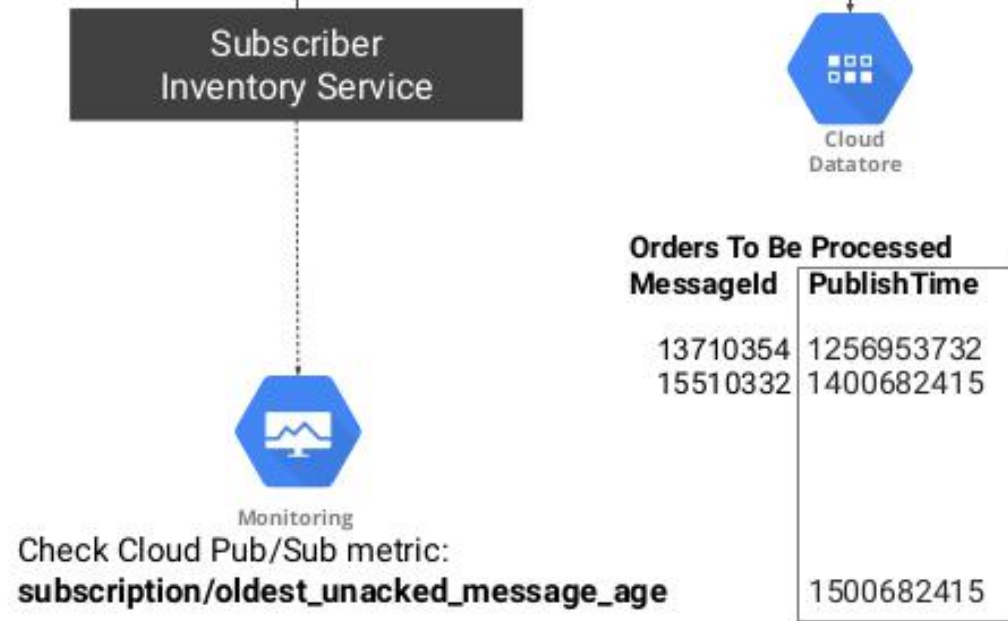 Subscriber
Inventory Service
Cloud
Datatore
Orders To Be Processed
MessageId PublishTime
13710354 1256953732
15510332 1400682415
1500682415
Monitoring
Check Cloud Pub/Sub metric:
subscription/oldest_unacked_message_age